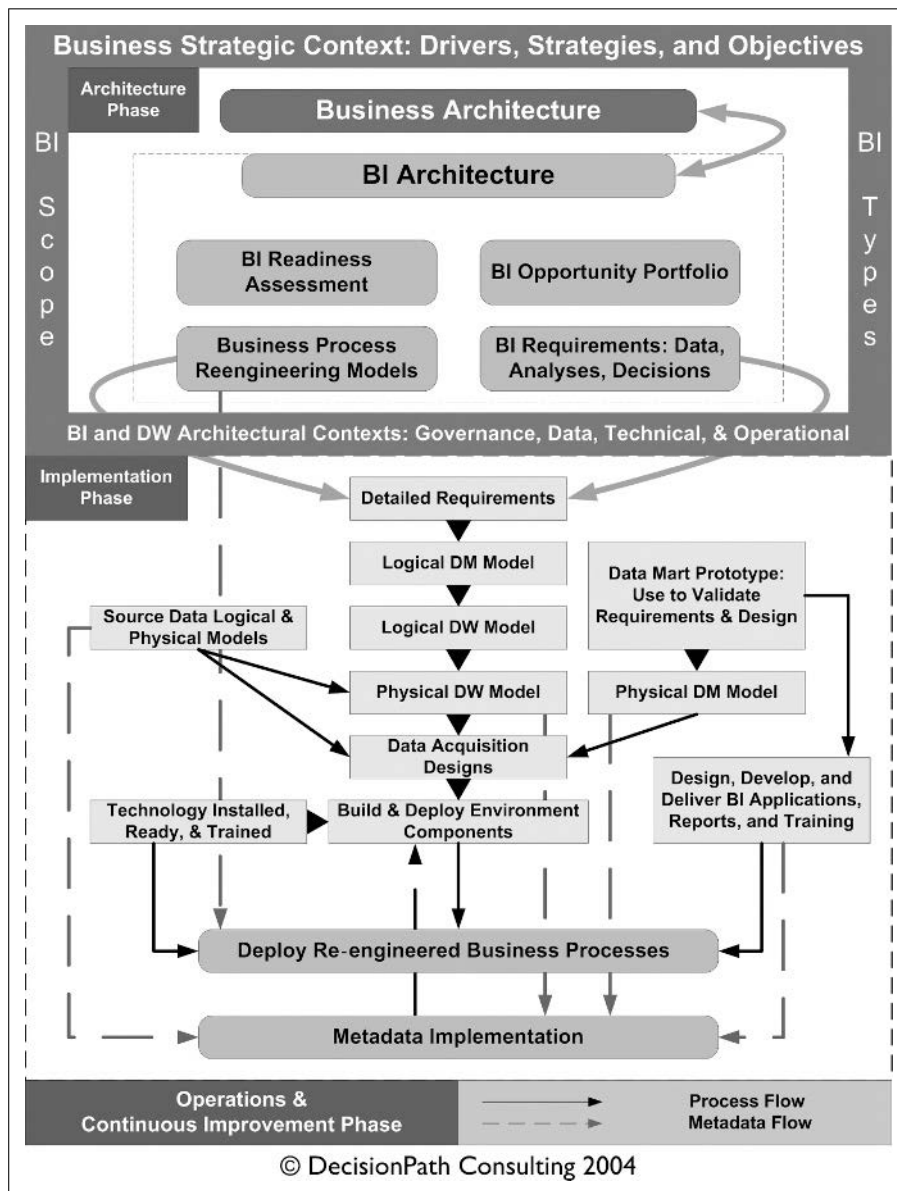 Business Strategic Context: Drivers, Strategies, and Objectives
Architecture
Phase
Business Architecture
BI Architecture
BI Scope
BI Types
BI Readiness
Assessment
BI Opportunity Portfolio
Business Process
Reengineering Models
BI Requirements: Data,
Analyses, Decisions
BI and DW Architectural Contexts: Governance, Data, Technical, & Operational
Implementation
Phase
Detailed Requirements
Logical DM Model
Data Mart Prototype:
Use to Validate
Requirements & Design
Source Data Logical &
Physical Models
Logical DW Model
Physical DW Model
Physical DM Model
Data Acquisition
Designs
Design, Develop, and
Deliver BI Applications,
Reports, and Training
Technology Installed,
Ready, & Trained
Build & Deploy Environment
Components
Deploy Re-engineered Business Processes
Metadata Implementation
Operations &
Continuous Improvement Phase
Process Flow
Metadata Flow
© DecisionPath Consulting 2004